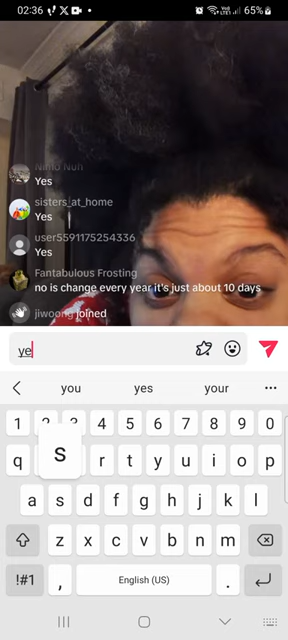 02:36
65%
Nimo Nuh
Yes
sisters_at_home
Yes
user5591175254336
Yes
Fantabulous Frosting
no is change every year it's just about 10 days
jiwoong joined
ye
you yes your
1 2 3 4 5 6 7 8 9 0
q r t y u i o p
s
a s d f g h j k l
z x c v b n m
!#1 , English (US) .